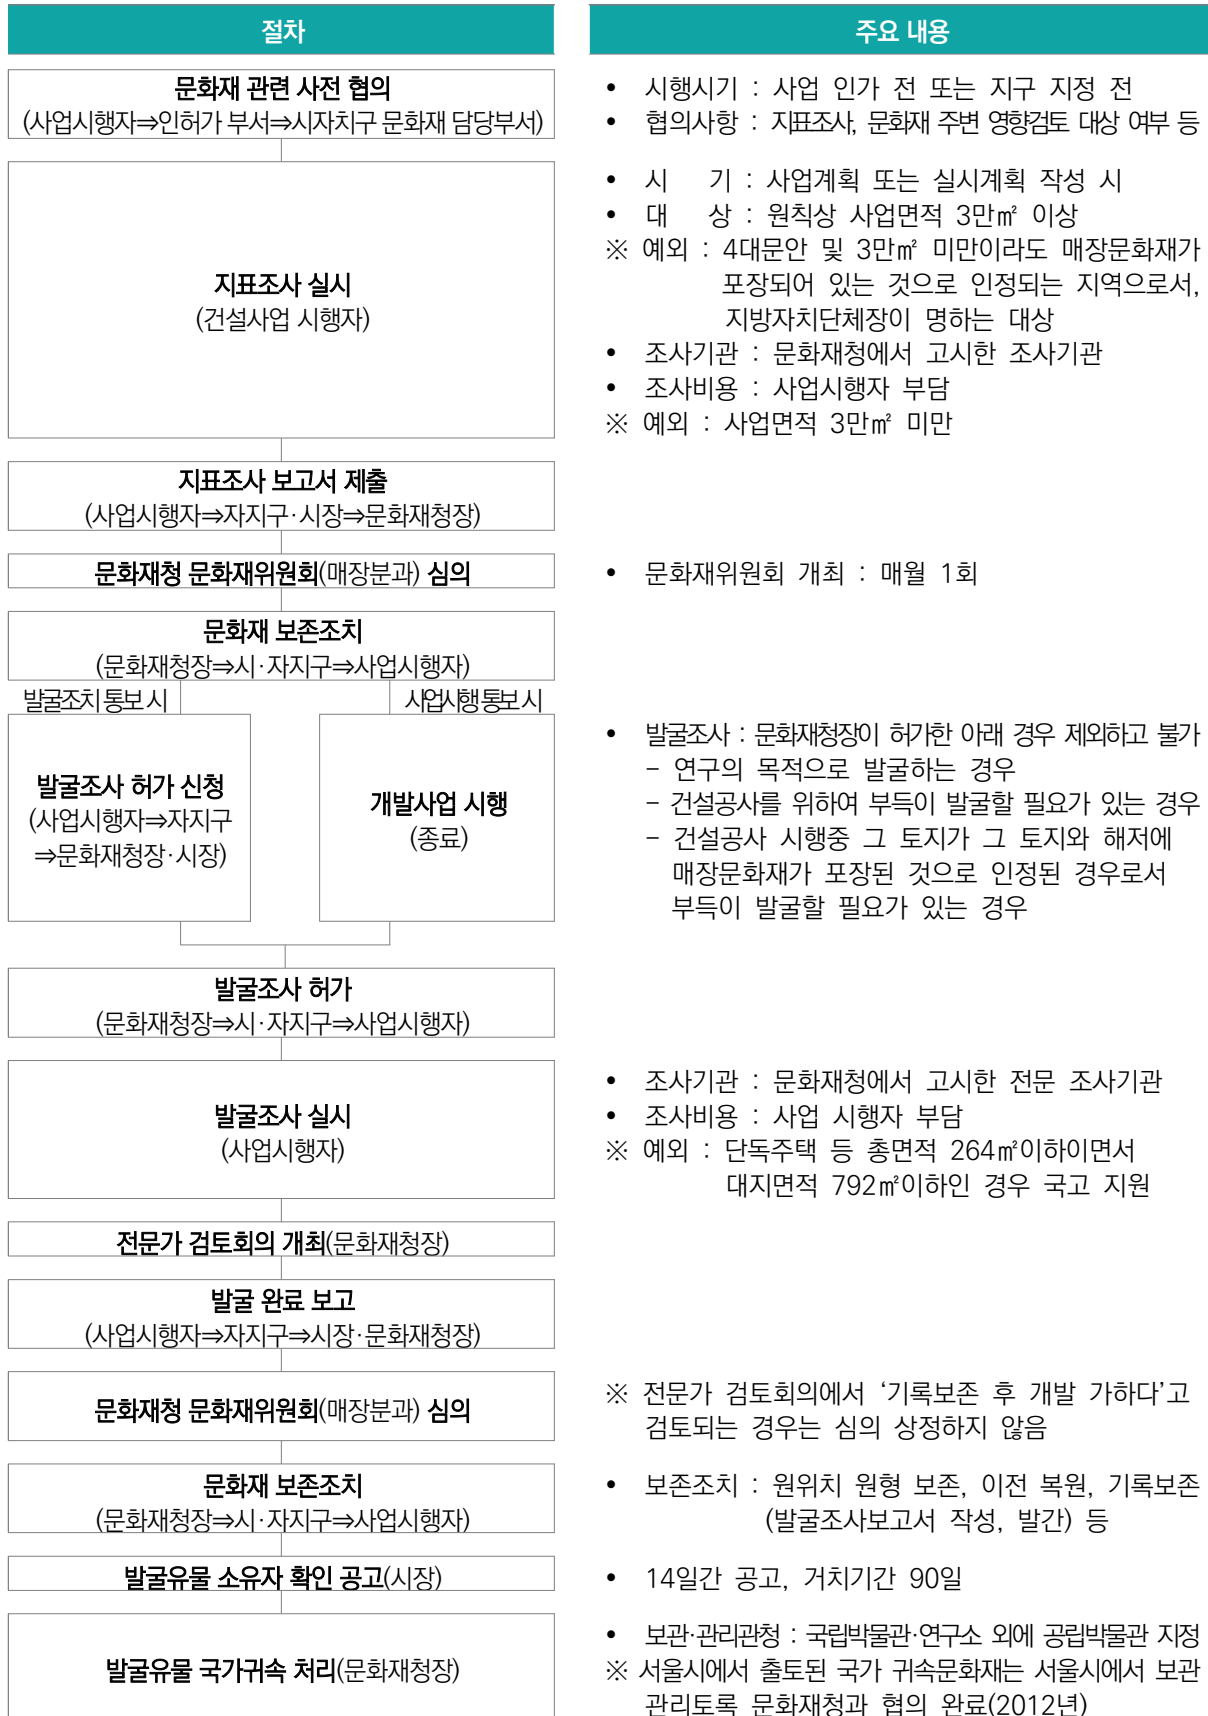 절차
주요 내용
문화재 관련 사전 협의
(사업시행자⇒인허가 부서⇒시자치구 문화재 담당부서)
• 시행시기 : 사업 인가 전 또는 지구 지정 전
• 협의사항 : 지표조사, 문화재 주변 영향검토 대상 여부 등
지표조사 실시
(건설사업 시행자)
• 시 기 : 사업계획 또는 실시계획 작성 시
• 대 상 : 원칙상 사업면적 3만㎡ 이상
※ 예외 : 4대문안 및 3만㎡ 미만이라도 매장문화재가
포장되어 있는 것으로 인정되는 지역으로서,
지방자치단체장이 명하는 대상
• 조사기관 : 문화재청에서 고시한 조사기관
• 조사비용 : 사업시행자 부담
※ 예외 : 사업면적 3만㎡ 미만
지표조사 보고서 제출
(사업시행자⇒자지구·시장⇒문화재청장)
문화재청 문화재위원회(매장분과) 심의
• 문화재위원회 개최 : 매월 1회
문화재 보존조치
(문화재청장⇒시·자지구⇒사업시행자)
발굴조치 통보 시
사업시행 통보 시
발굴조사 허가 신청
(사업시행자⇒자지구
⇒문화재청장·시장)
개발사업 시행
(종료)
• 발굴조사 : 문화재청장이 허가한 아래 경우 제외하고 불가
- 연구의 목적으로 발굴하는 경우
- 건설공사를 위하여 부득이 발굴할 필요가 있는 경우
- 건설공사 시행중 그 토지가 그 토지와 해저에
매장문화재가 포장된 것으로 인정된 경우로서
부득이 발굴할 필요가 있는 경우
발굴조사 허가
(문화재청장⇒시·자지구⇒사업시행자)
발굴조사 실시
(사업시행자)
• 조사기관 : 문화재청에서 고시한 전문 조사기관
• 조사비용 : 사업 시행자 부담
※ 예외 : 단독주택 등 총면적 264㎡이하이면서
대지면적 792㎡이하인 경우 국고 지원
전문가 검토회의 개최(문화재청장)
발굴 완료 보고
(사업시행자⇒자지구⇒시장·문화재청장)
문화재청 문화재위원회(매장분과) 심의
※ 전문가 검토회의에서 ‘기록보존 후 개발 가하다’고
검토되는 경우는 심의 상정하지 않음
문화재 보존조치
(문화재청장⇒시·자지구⇒사업시행자)
• 보존조치 : 원위치 원형 보존, 이전 복원, 기록보존
(발굴조사보고서 작성, 발간) 등
발굴유물 소유자 확인 공고(시장)
• 14일간 공고, 거치기간 90일
발굴유물 국가귀속 처리(문화재청장)
• 보관·관리관청 : 국립박물관·연구소 외에 공립박물관 지정
※ 서울시에서 출토된 국가 귀속문화재는 서울시에서 보관
관리토록 문화재청과 협의 완료(2012년)